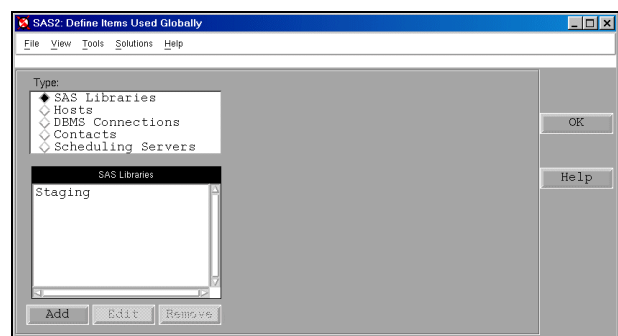 SAS2: Define Items Used Globally
File View Tools Solutions Help
Type:
SAS Libraries
Hosts
DBMS Connections
Contacts
Scheduling Servers
OK
SAS Libraries
Help
Staging
Add Edit Remove